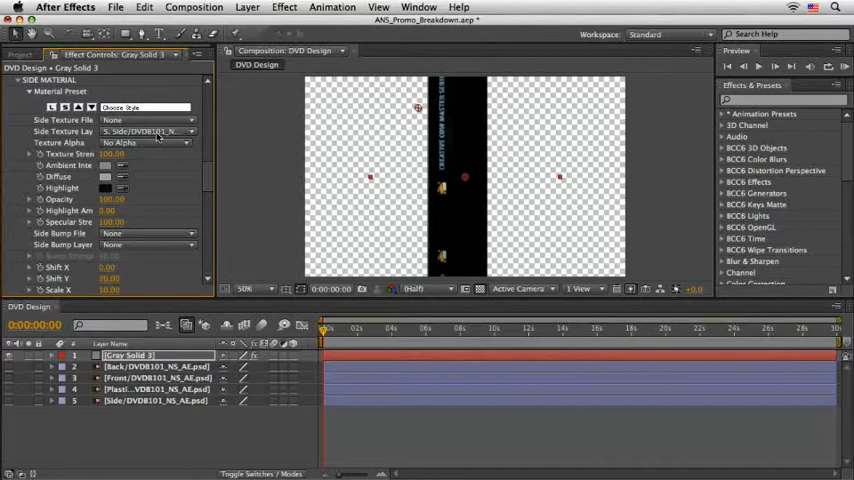 After Effects File Edit Composition Layer Effect Animation View Window Help
ANS_Promo_Breakdown.aep *
Workspace: Standard Search Help
Project Effect Controls: Gray Solid 3
Composition: DVD Design
Preview
DVD Design • Gray Solid 3
DVD Design
SIDE MATERIAL
Material Preset
L S Choose Style
Side Texture File None
Side Texture Lay 5. Side/DVD8101_N...
Texture Alpha No Alpha
Texture Stren 100.00
Ambient Inte
Diffuse
Highlight
Opacity 100.00
Highlight Am 0.00
Specular Stre 100.00
Side Bump File None
Side Bump Layer None
Shift X 0.00
Shift Y 20.00
Scale X 10.00
CREATIVE COW MASTER SERI
50% 0:00:00:00 (Half) Active Camera 1 View +0.0
Effects & Presets
* Animation Presets
3D Channel
Audio
BCC6 3D Objects
BCC6 Color Blurs
BCC6 Distortion Perspective
BCC6 Effects
BCC6 Generators
BCC6 Keys Matte
BCC6 Lights
BCC6 OpenGL
BCC6 Time
BCC6 Wipe Transitions
Blur & Sharpen
Channel
DVD Design
0:00:00:00
00s 02s 04s 06s 08s 10s 12s 14s 16s 18s 20s 22s 24s 26s 28s 30s
# Layer Name
1 [Gray Solid 3]
2 [Back/DVD8101_NS_AE.psd]
3 [Front/DVD8101_NS_AE.psd]
4 [Plasti...VD8101_NS_AE.psd]
5 [Side/DVD8101_NS_AE.psd]
Toggle Switches / Modes